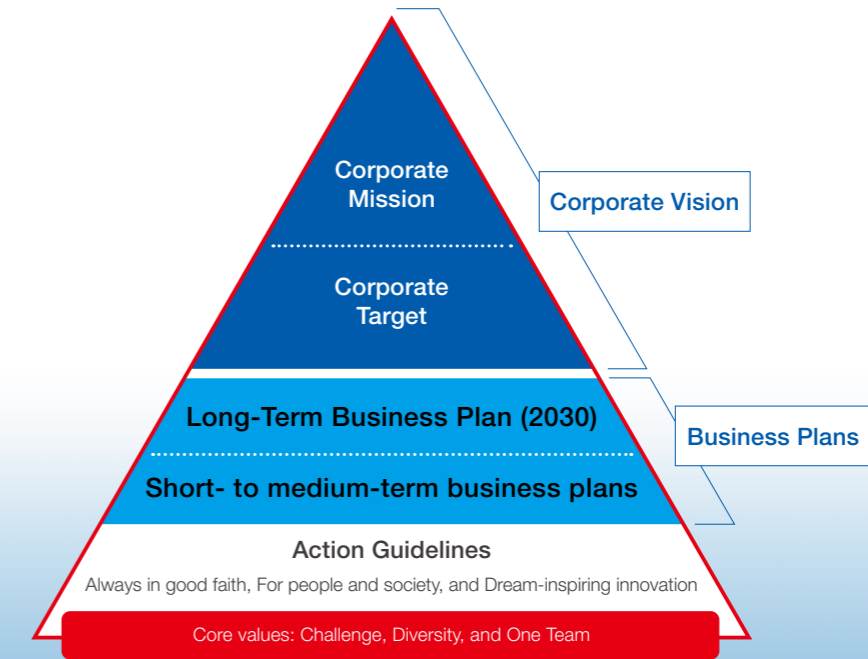 Corporate
Mission
Corporate Vision
Corporate
Target
Long-Term Business Plan (2030)
Business Plans
Short- to medium-term business plans
Action Guidelines
Always in good faith, For people and society, and Dream-inspiring innovation
Core values: Challenge, Diversity, and One Team